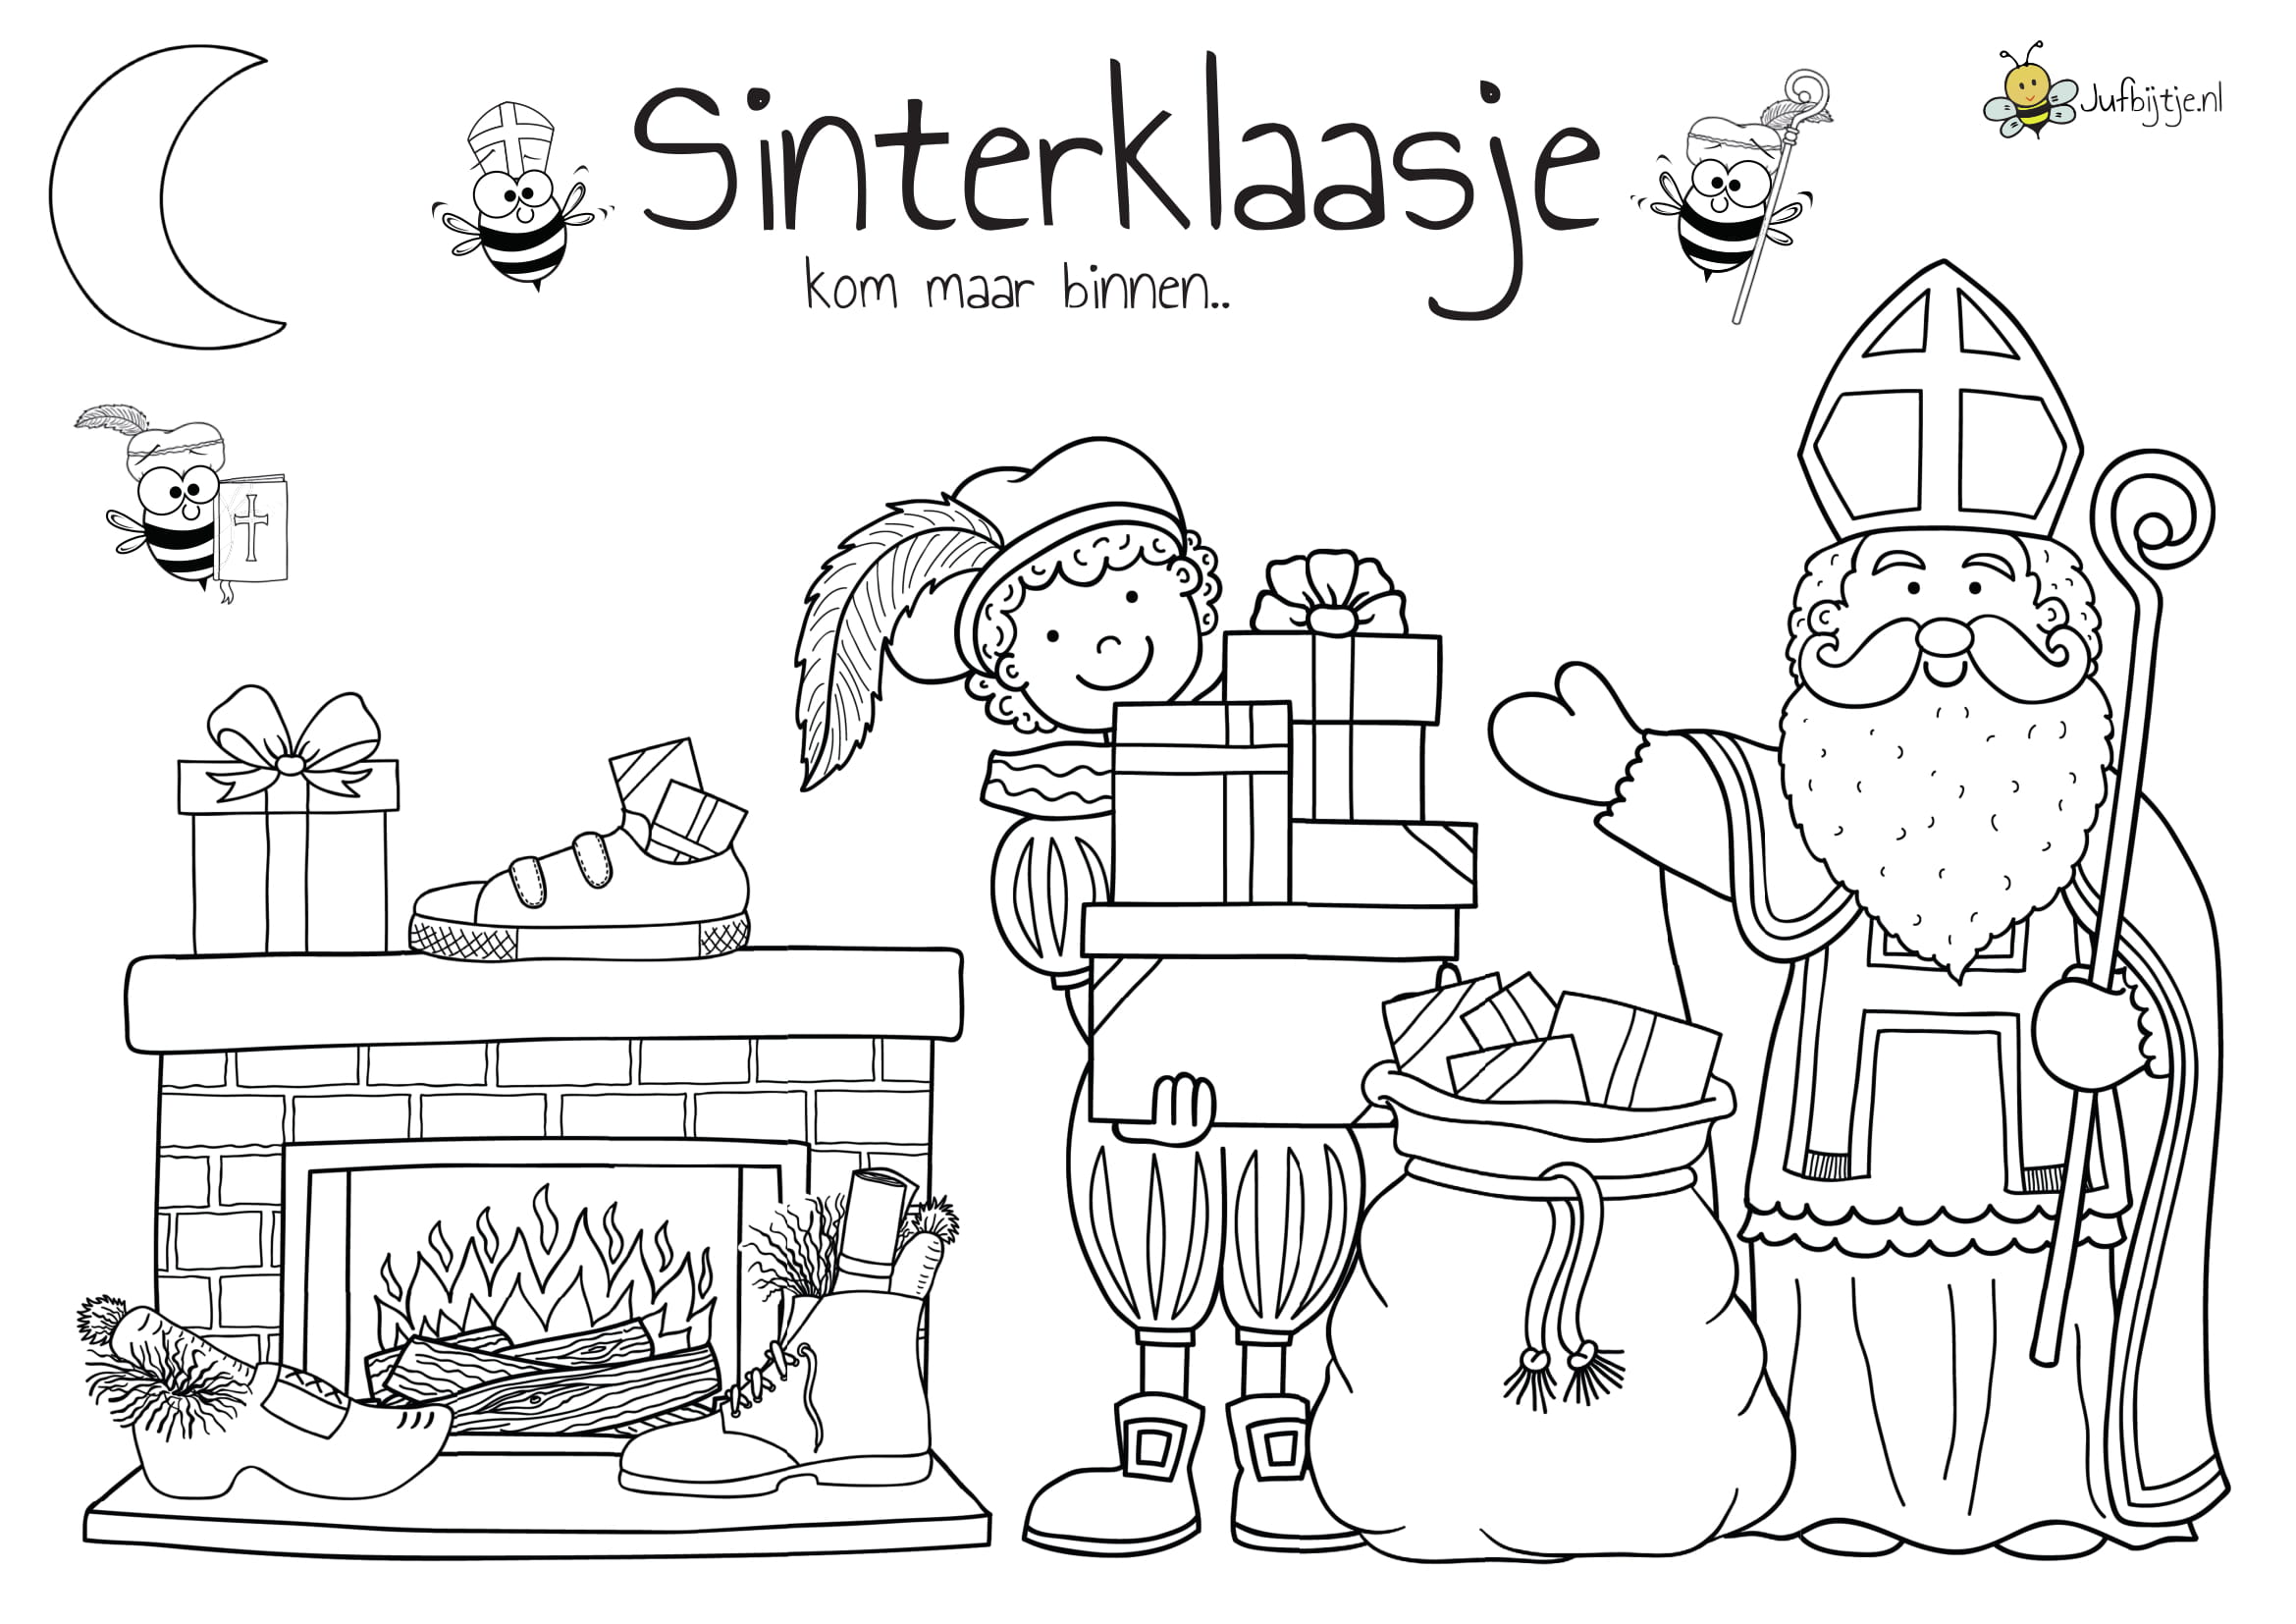 Sinterklaasje
kom maar binnen..
Jufbijtje.nl